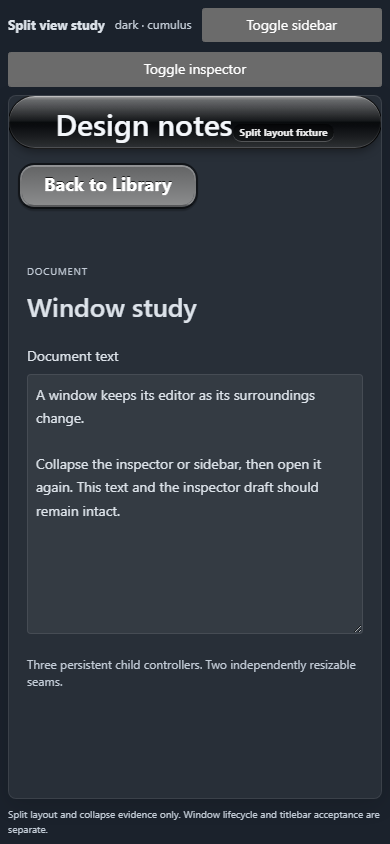 Split view study dark · cumulus Toggle sidebar
Toggle inspector
Design notes Split layout fixture
Back to Library
DOCUMENT
Window study
Document text
A window keeps its editor as its surroundings
change.
Collapse the inspector or sidebar, then open it
again. This text and the inspector draft should
remain intact.
Three persistent child controllers. Two independently resizable
seams.
Split layout and collapse evidence only. Window lifecycle and titlebar acceptance are
separate.